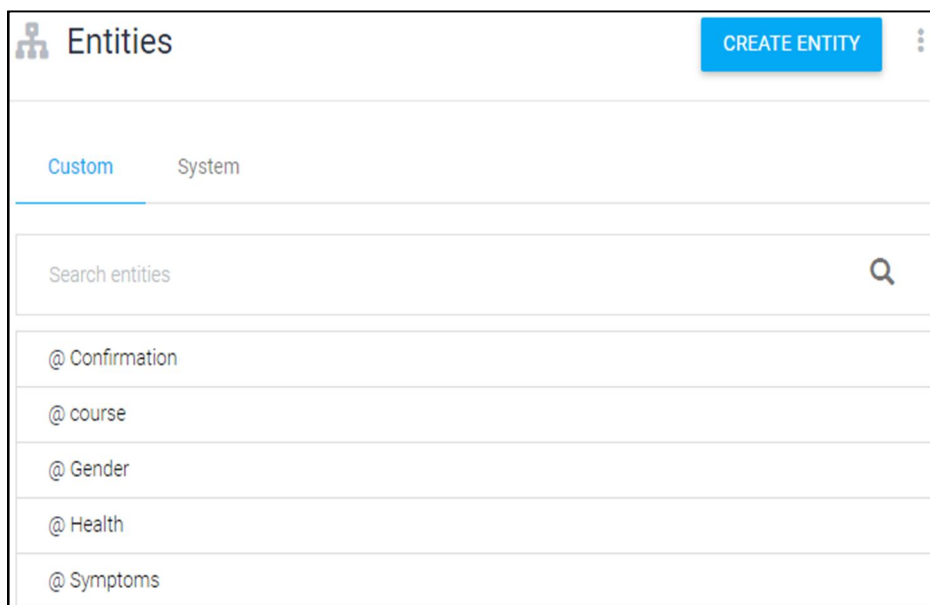 Entities
CREATE ENTITY
Custom System
Search entities
@ Confirmation
@ course
@ Gender
@ Health
@ Symptoms